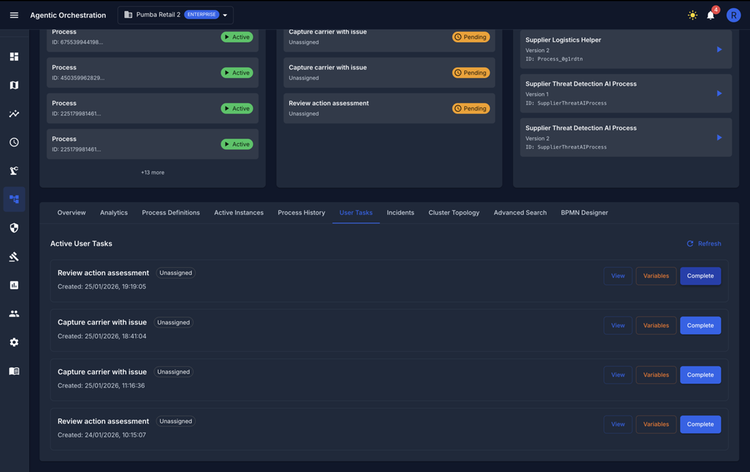 Agentic Orchestration
Pumba Retail 2 ENTERPRISE
4
R
Process
ID: 675539944198...
Active
Process
ID: 450359962829...
Active
Process
ID: 225179981461...
Active
Process
ID: 225179981461...
Active
+13 more
Capture carrier with issue
Unassigned
Pending
Capture carrier with issue
Unassigned
Pending
Review action assessment
Unassigned
Pending
Supplier Logistics Helper
Version 2
ID: Process_0g1rdtn
Supplier Threat Detection AI Process
Version 1
ID: SupplierThreatAIProcess
Supplier Threat Detection AI Process
Version 2
ID: SupplierThreatAIProcess
Overview Analytics Process Definitions Active Instances Process History User Tasks Incidents Cluster Topology Advanced Search BPMN Designer
Active User Tasks
Refresh
Review action assessment Unassigned
Created: 25/01/2026, 19:19:05
View Variables Complete
Capture carrier with issue Unassigned
Created: 25/01/2026, 18:41:04
View Variables Complete
Capture carrier with issue Unassigned
Created: 25/01/2026, 11:16:36
View Variables Complete
Review action assessment Unassigned
Created: 24/01/2026, 10:15:07
View Variables Complete